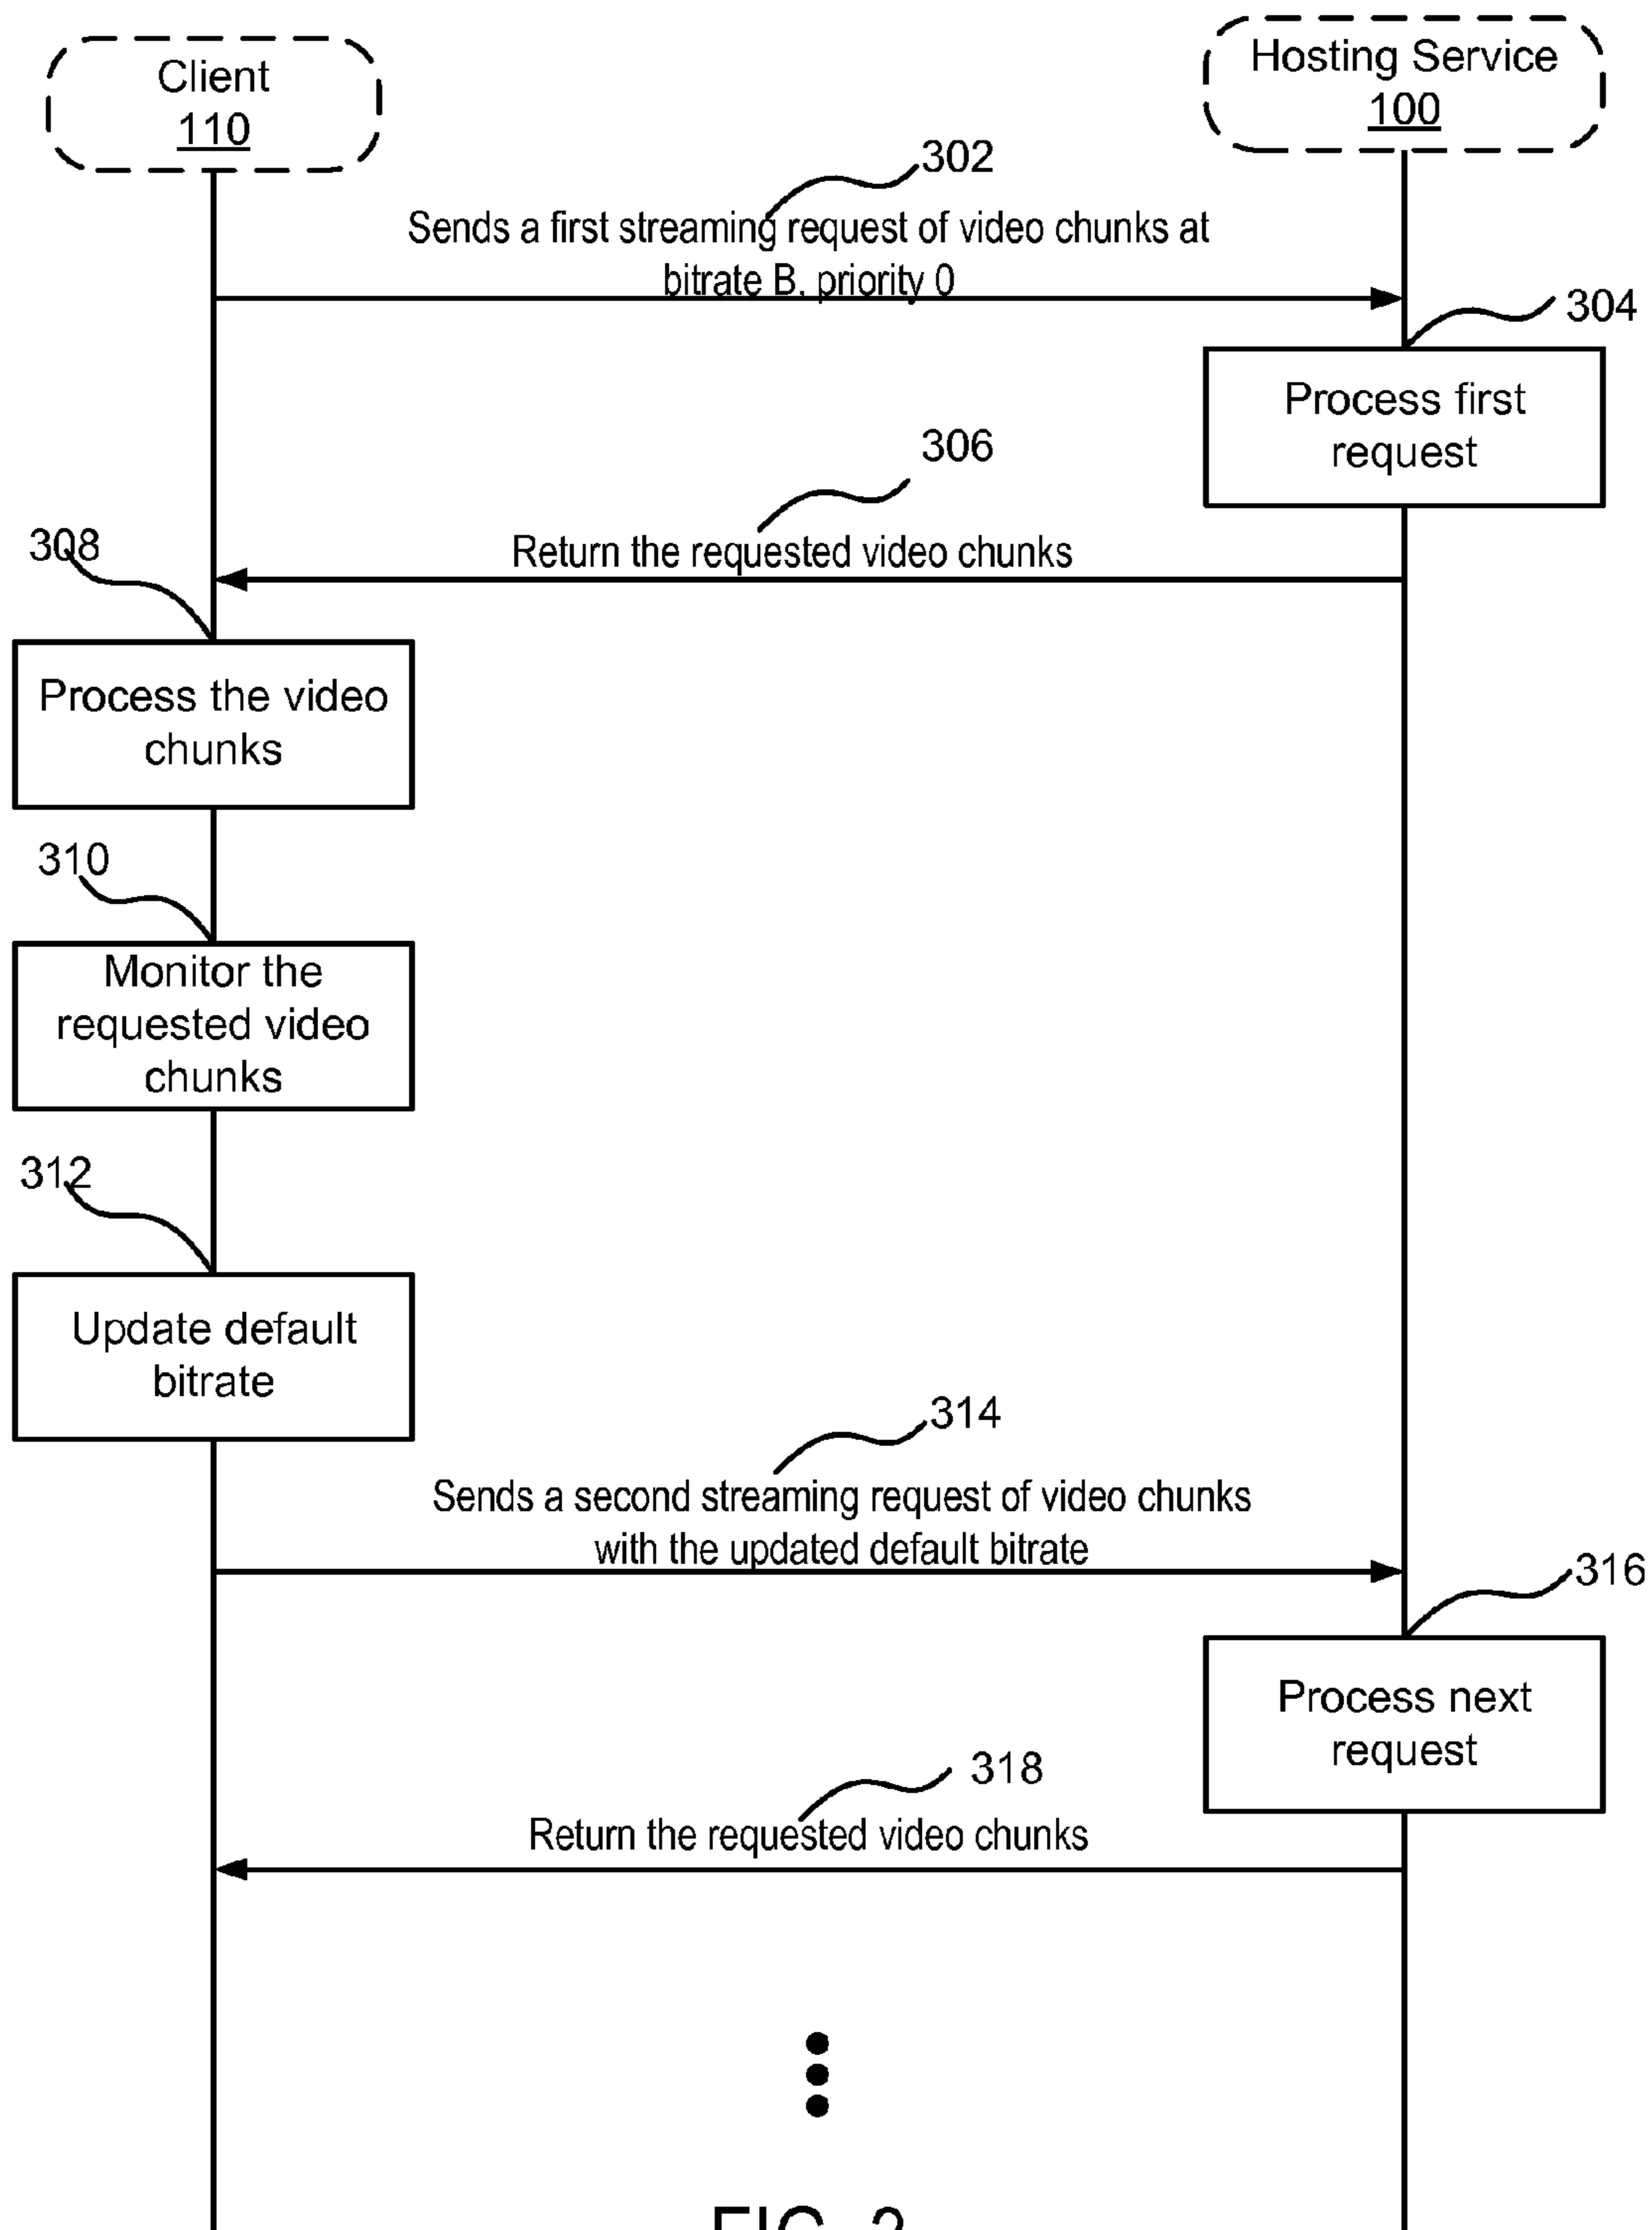 Client
110
Hosting Service
100
302
Sends a first streaming request of video chunks at
bitrate B, priority 0
304
Process first
request
306
Return the requested video chunks
308
Process the video
chunks
310
Monitor the
requested video
chunks
312
Update default
bitrate
314
Sends a second streaming request of video chunks
with the updated default bitrate
316
Process next
request
318
Return the requested video chunks
FIG.